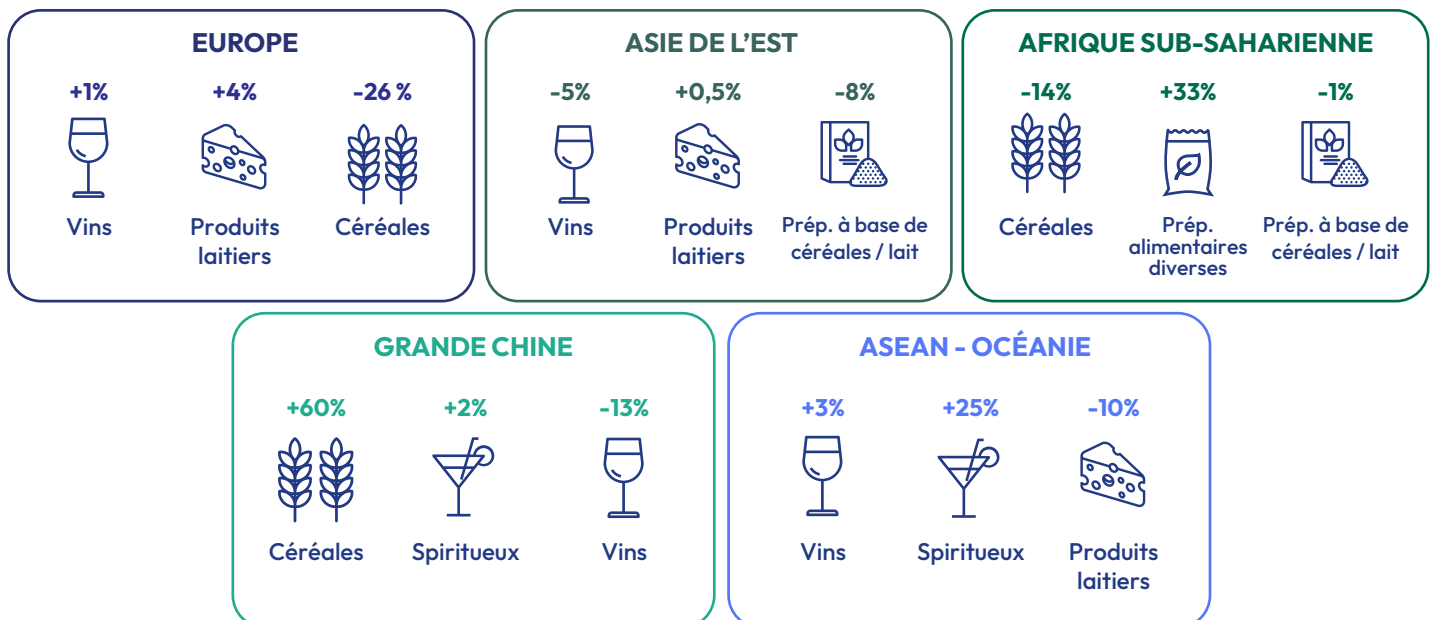 EUROPE
+1%
+4%
-26 %
Vins
Produits
laitiers
Céréales
ASIE DE L’EST
-5%
+0,5%
-8%
Vins
Produits
laitiers
Prép. à base de
céréales / lait
AFRIQUE SUB-SAHARIENNE
-14%
+33%
-1%
Céréales
Prép.
alimentaires
diverses
Prép. à base de
céréales / lait
GRANDE CHINE
+60%
+2%
-13%
Céréales
Spiritueux
Vins
ASEAN - OCÉANIE
+3%
+25%
-10%
Vins
Spiritueux
Produits
laitiers